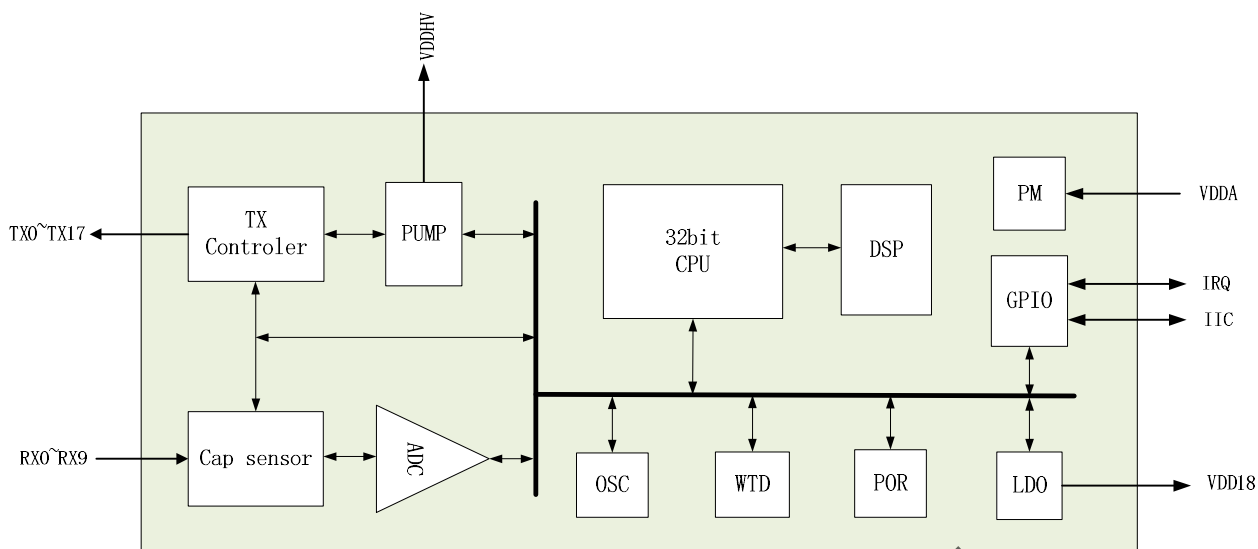 VDDHV
TX0~TX17
TX
Controler
PUMP
32bit
CPU
DSP
PM
VDDA
GPIO
IRQ
IIC
RX0~RX9
Cap sensor
ADC
OSC
WTD
POR
LDO
VDD18